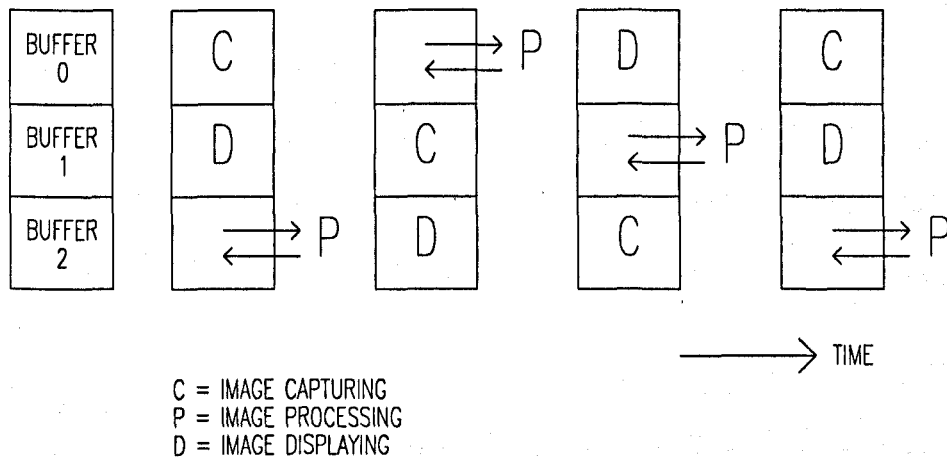 BUFFER
0
C
P
D
C
BUFFER
1
D
C
P
D
BUFFER
2
P
D
C
P
TIME
C = IMAGE CAPTURING
P = IMAGE PROCESSING
D = IMAGE DISPLAYING